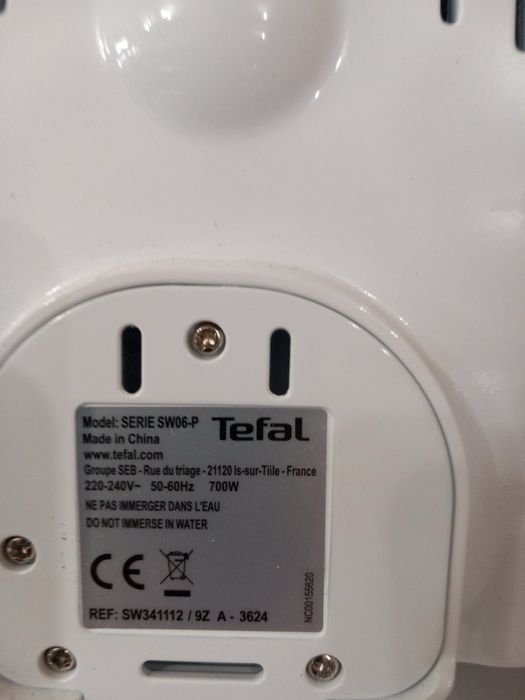 Model: SERIE SW06-P Tefal
Made in China
www.tefal.com
Groupe SEB - Rue du triage - 21120 Is-sur-Tille - France
220-240V~ 50-60Hz 700W
NE PAS IMMERGER DANS L'EAU
DO NOT IMMERSE IN WATER
CE
REF: SW341112 / 9Z A - 3624
NC00155620